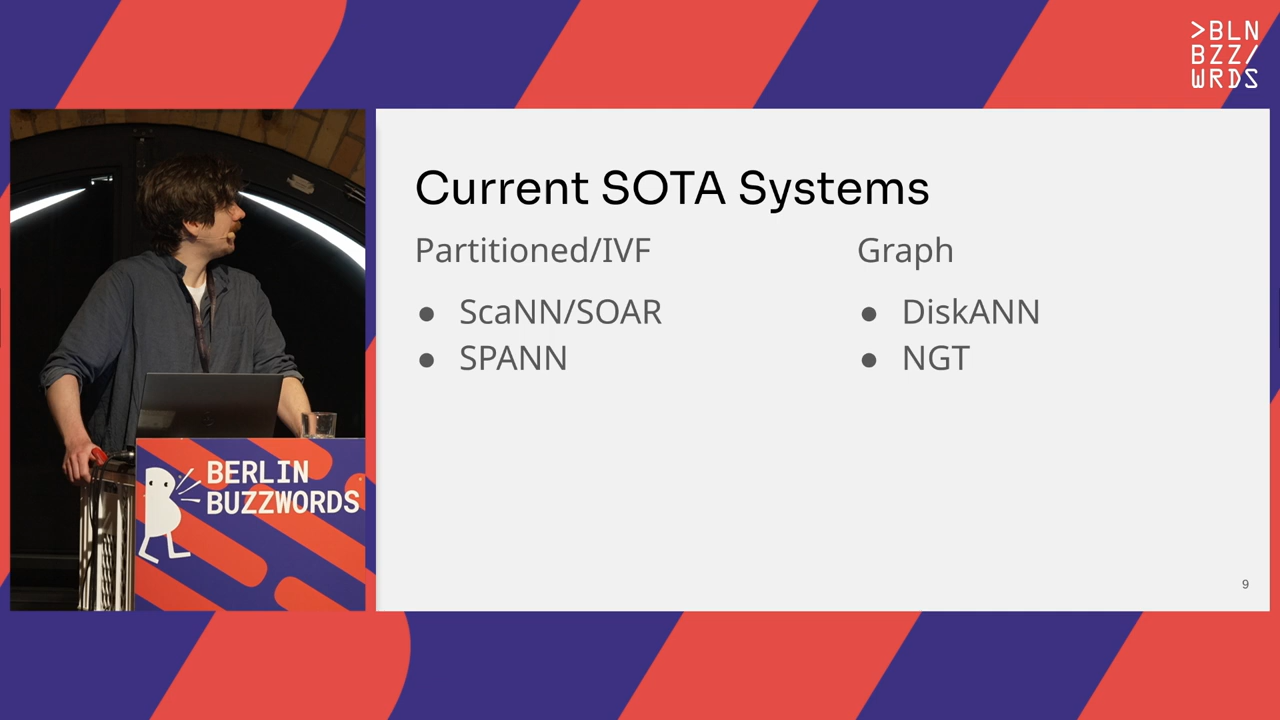 >BLN
BZZ/
WRDS
Current SOTA Systems
Partitioned/IVF
● ScaNN/SOAR
● SPANN
Graph
● DiskANN
● NGT
BERLIN
BUZZWORDS
9